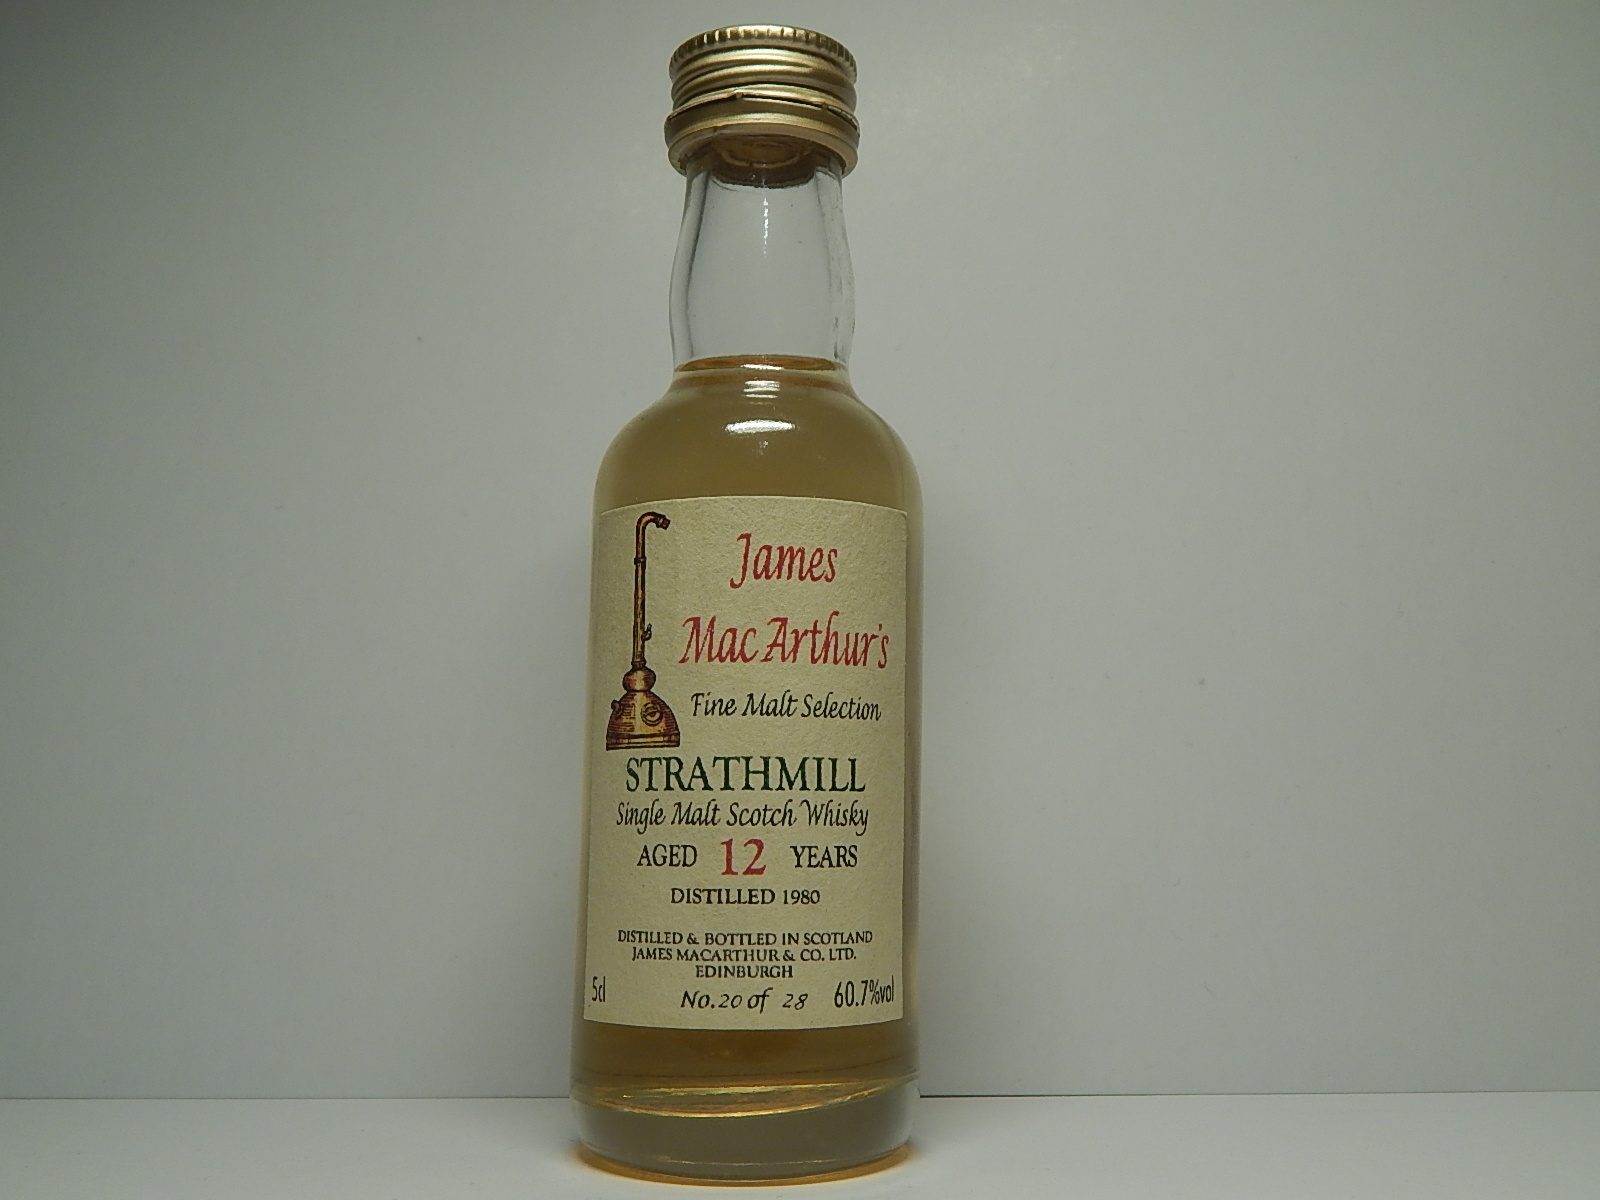 James
MacArthur's
Fine Malt Selection
STRATHMILL
Single Malt Scotch Whisky
AGED 12 YEARS
DISTILLED 1980
DISTILLED & BOTTLED IN SCOTLAND
JAMES MACARTHUR & CO. LTD.
EDINBURGH
5cl No.20 of 28 60.7%vol